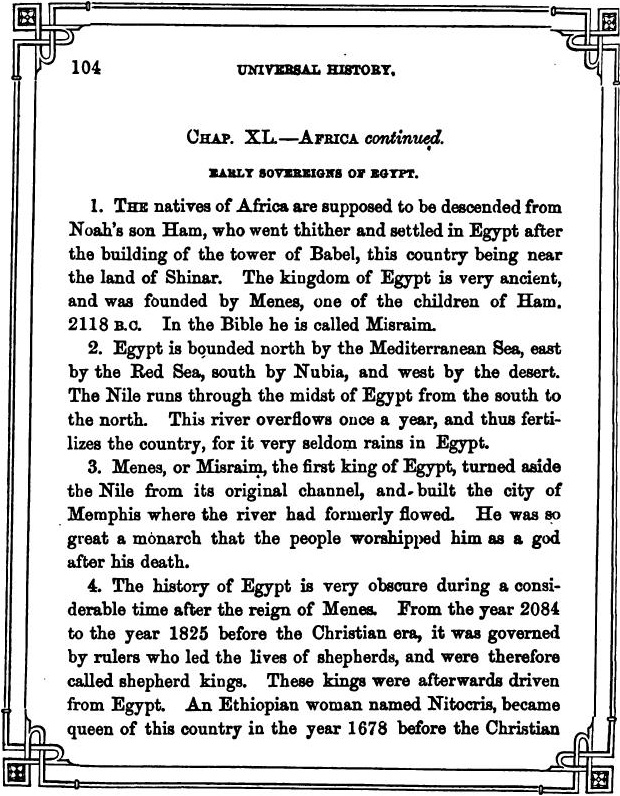 104
UNIVERSAL HISTORY.
CHAP. XL.—AFRICA continued.
EARLY SOVEREIGNS OF EGYPT.
1. THE natives of Africa are supposed to be descended from
Noah's son Ham, who went thither and settled in Egypt after
the building of the tower of Babel, this country being near
the land of Shinar. The kingdom of Egypt is very ancient,
and was founded by Menes, one of the children of Ham.
2118 B.C. In the Bible he is called Misraim.
2. Egypt is bounded north by the Mediterranean Sea, east
by the Red Sea, south by Nubia, and west by the desert.
The Nile runs through the midst of Egypt from the south to
the north. This river overflows once a year, and thus ferti-
lizes the country, for it very seldom rains in Egypt.
3. Menes, or Misraim, the first king of Egypt, turned aside
the Nile from its original channel, and built the city of
Memphis where the river had formerly flowed. He was so
great a monarch that the people worshipped him as a god
after his death.
4. The history of Egypt is very obscure during a consi-
derable time after the reign of Menes. From the year 2084
to the year 1825 before the Christian era, it was governed
by rulers who led the lives of shepherds, and were therefore
called shepherd kings. These kings were afterwards driven
from Egypt. An Ethiopian woman named Nitocris, became
queen of this country in the year 1678 before the Christian